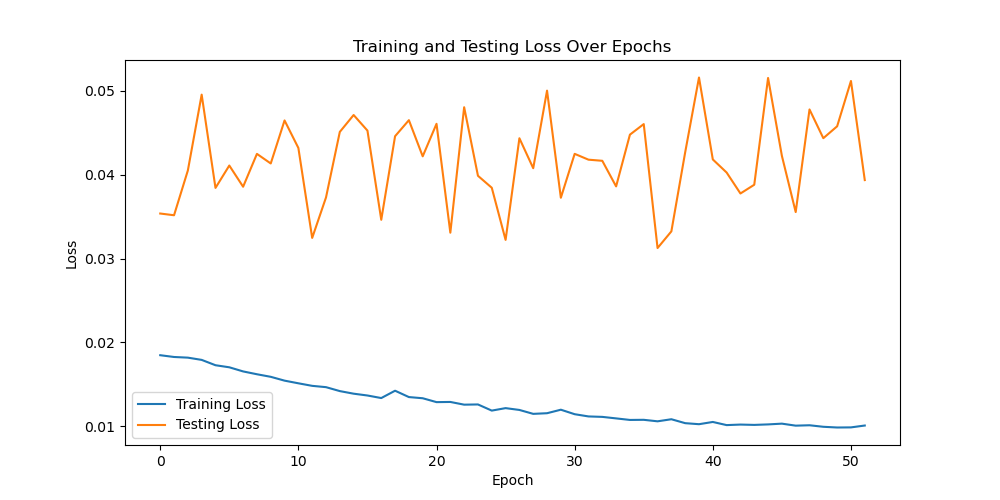 Training and Testing Loss Over Epochs
Loss
0.05
0.04
0.03
0.02
0.01
Training Loss
Testing Loss
0 10 20 30 40 50
Epoch